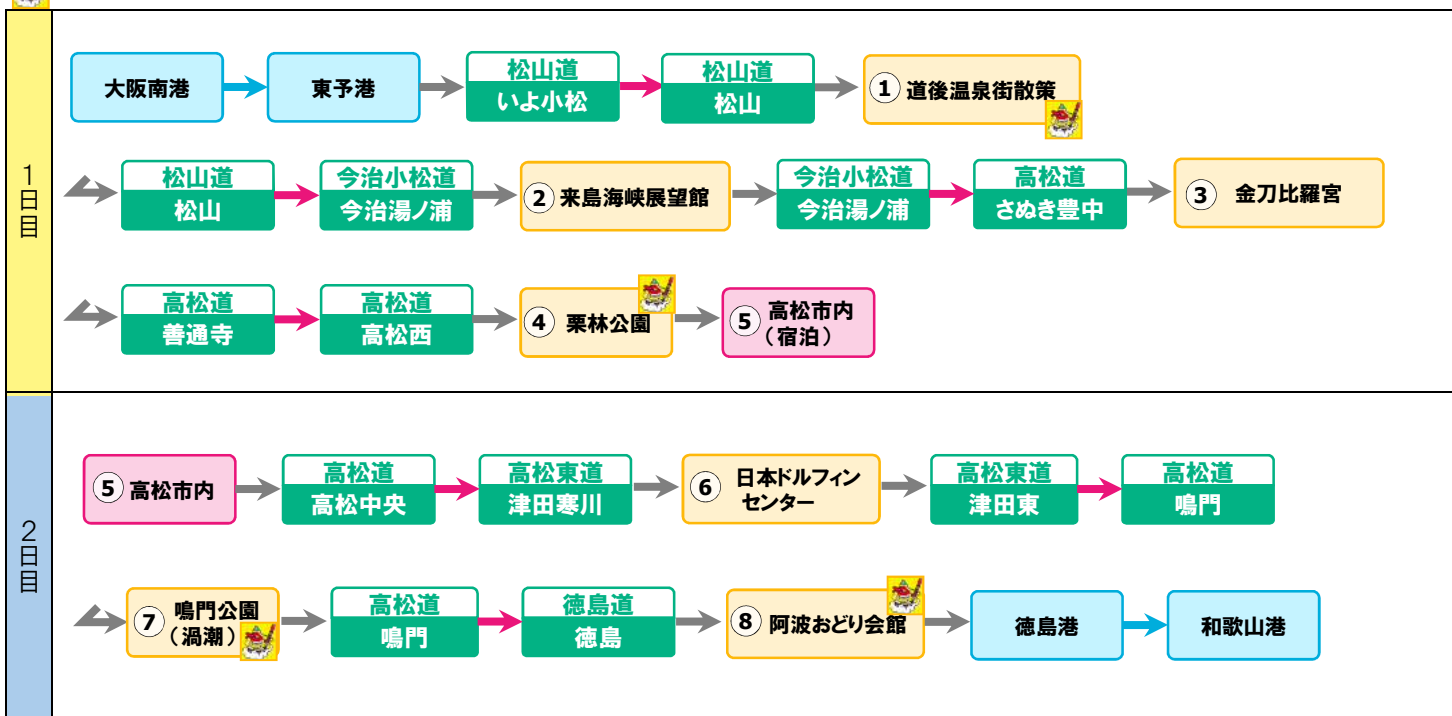 1日目
大阪南港
東予港
松山道
いよ小松
松山道
松山
① 道後温泉街散策
松山道
松山
今治小松道
今治湯ノ浦
② 来島海峡展望館
今治小松道
今治湯ノ浦
高松道
さぬき豊中
③ 金刀比羅宮
高松道
善通寺
高松道
高松西
④ 栗林公園
⑤ 高松市内
（宿泊）
2日目
⑤ 高松市内
高松道
高松中央
高松東道
津田寒川
⑥ 日本ドルフィン
センター
高松東道
津田東
高松道
鳴門
⑦ 鳴門公園
（渦潮）
高松道
鳴門
徳島道
徳島
⑧ 阿波おどり会館
徳島港
和歌山港